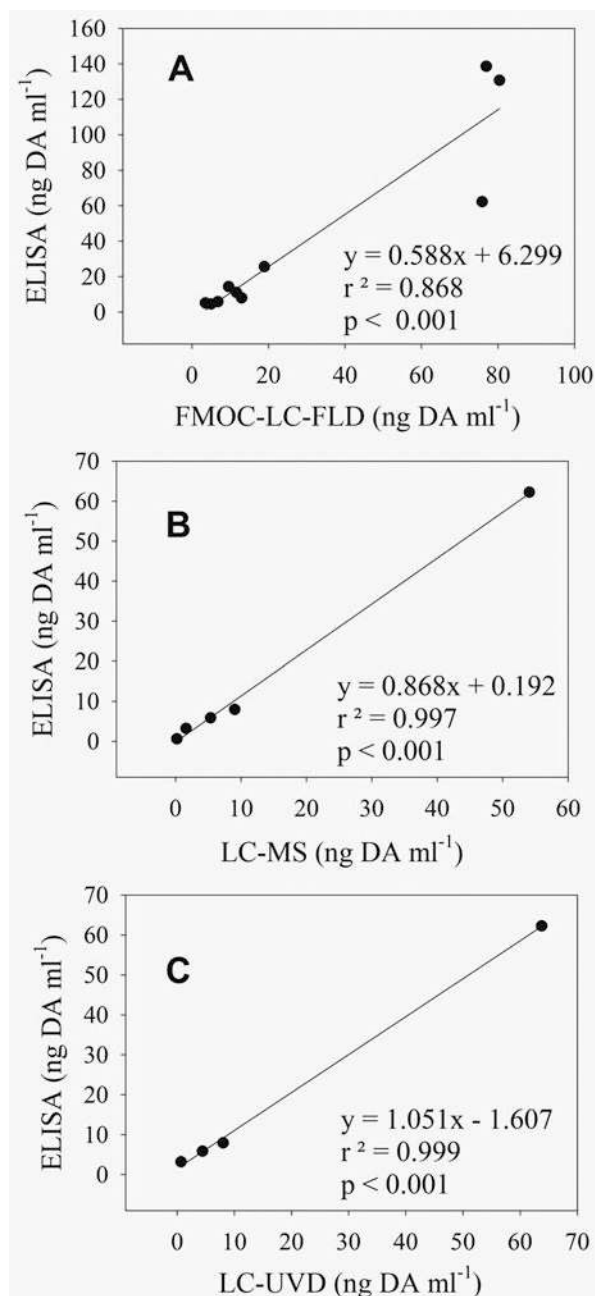 A
160
140
120
100
80
60
40
20
0
ELISA (ng DA ml⁻¹)
y = 0.588x + 6.299
r² = 0.868
p < 0.001
0 20 40 60 80 100
FMOC-LC-FLD (ng DA ml⁻¹)
B
70
60
50
40
30
20
10
0
ELISA (ng DA ml⁻¹)
y = 0.868x + 0.192
r² = 0.997
p < 0.001
0 10 20 30 40 50 60
LC-MS (ng DA ml⁻¹)
C
70
60
50
40
30
20
10
0
ELISA (ng DA ml⁻¹)
y = 1.051x - 1.607
r² = 0.999
p < 0.001
0 10 20 30 40 50 60 70
LC-UVD (ng DA ml⁻¹)